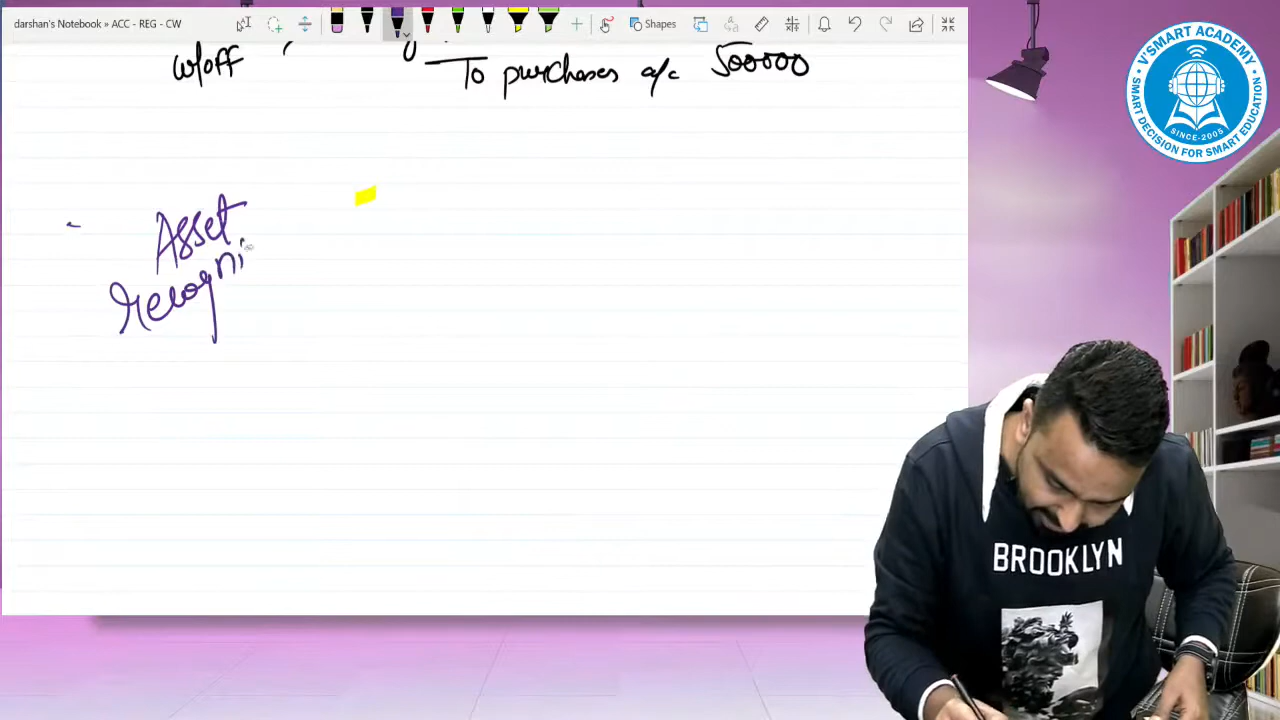 darshan's Notebook » ACC - REG - CW
Shapes
w/off
To purchases a/c 500000
Asset
recogni
V'SMART ACADEMY
SINCE-2005
SMART DECISION FOR SMART EDUCATION
BROOKLYN